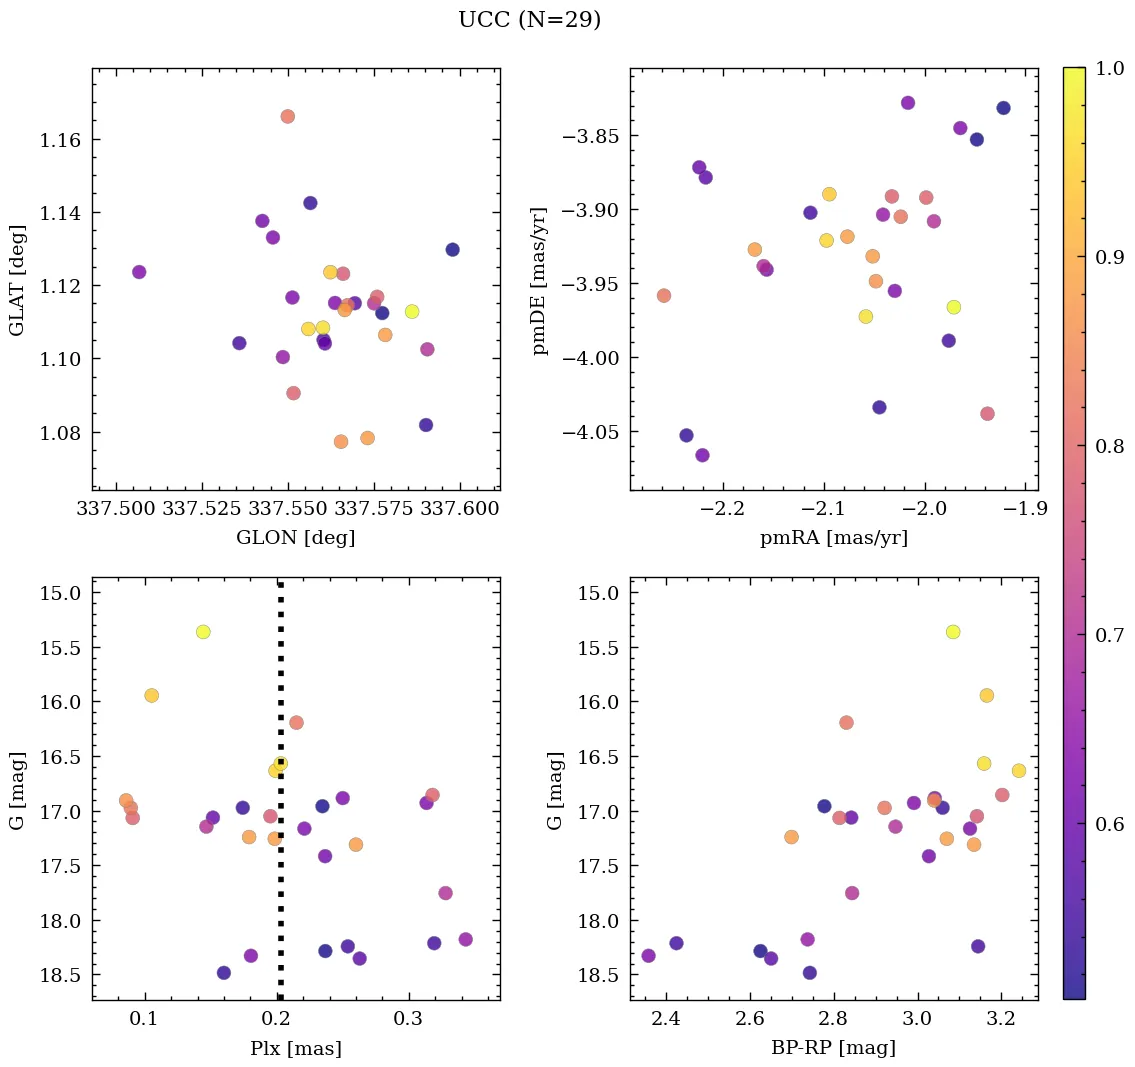 UCC (N=29)
1.16
1.14
1.12
1.10
1.08
GLAT [deg]
337.500 337.525 337.550 337.575 337.600
GLON [deg]
−3.85
−3.90
−3.95
−4.00
−4.05
pmDE [mas/yr]
−2.2 −2.1 −2.0 −1.9
pmRA [mas/yr]
1.0
0.9
0.8
0.7
0.6
15.0
15.5
16.0
16.5
17.0
17.5
18.0
18.5
G [mag]
0.1 0.2 0.3
Plx [mas]
15.0
15.5
16.0
16.5
17.0
17.5
18.0
18.5
G [mag]
2.4 2.6 2.8 3.0 3.2
BP-RP [mag]